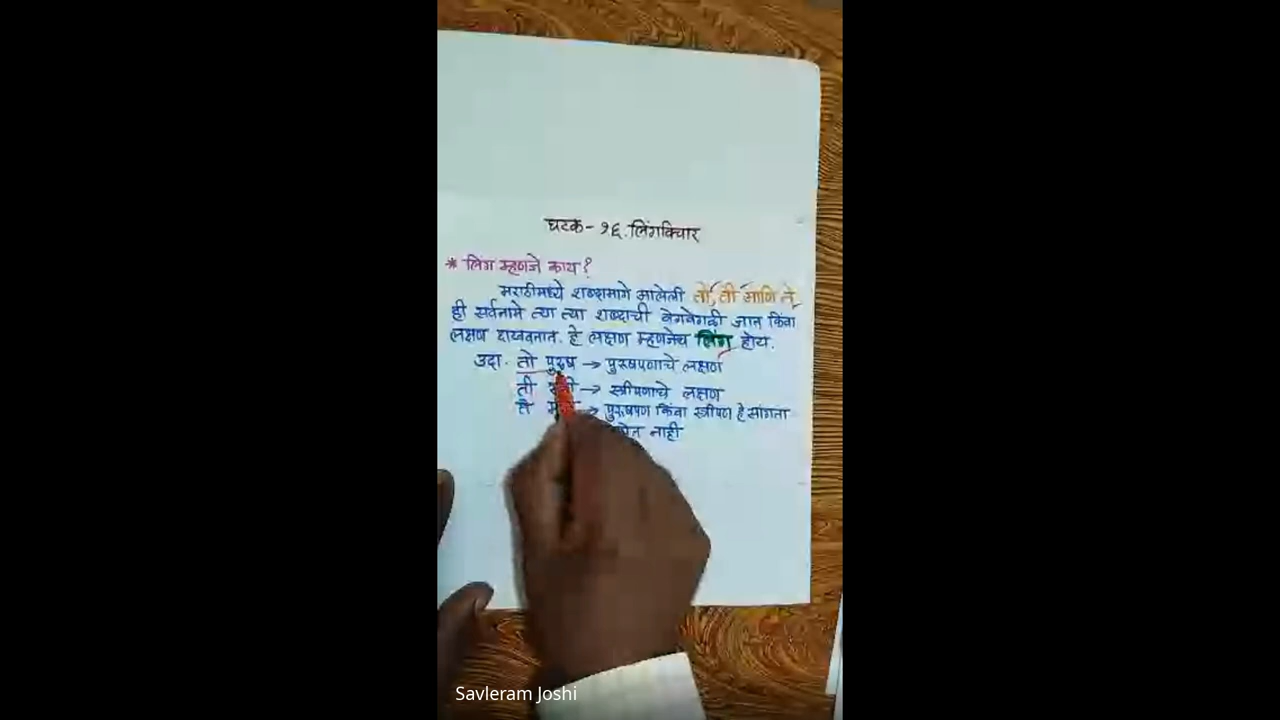 घटक- १६. लिंगविचार
* लिंग म्हणजे काय?
मराठीमध्ये शब्दामागे आलेली तो, ती आणि ते
ही सर्वनामे त्या त्या शब्दाची वेगवेगळी जात किंवा
लक्षण दाखवतात. हे लक्षण म्हणजेच लिंग होय.
उदा. तो पुरुष → पुरूषपणाचे लक्षण
ती → स्त्रीपणाचे लक्षण
ते → पुरूषपण किंवा स्त्रीपण हे सांगता
नाही
Savleram Joshi